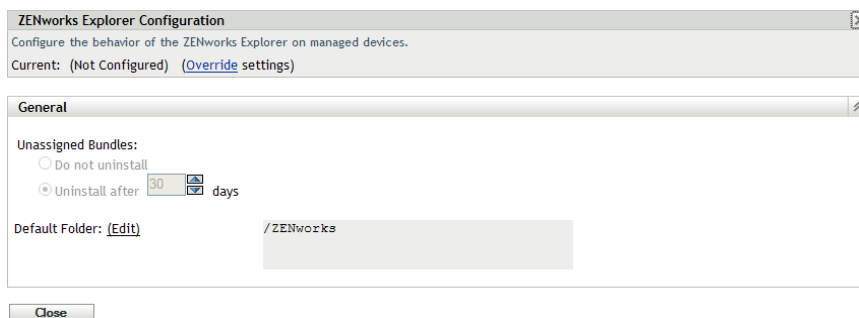 ZENworks Explorer Configuration
Configure the behavior of the ZENworks Explorer on managed devices.
Current: (Not Configured) (Override settings)
General
Unassigned Bundles:
Do not uninstall
Uninstall after 30 days
Default Folder: (Edit) /ZENworks
Close